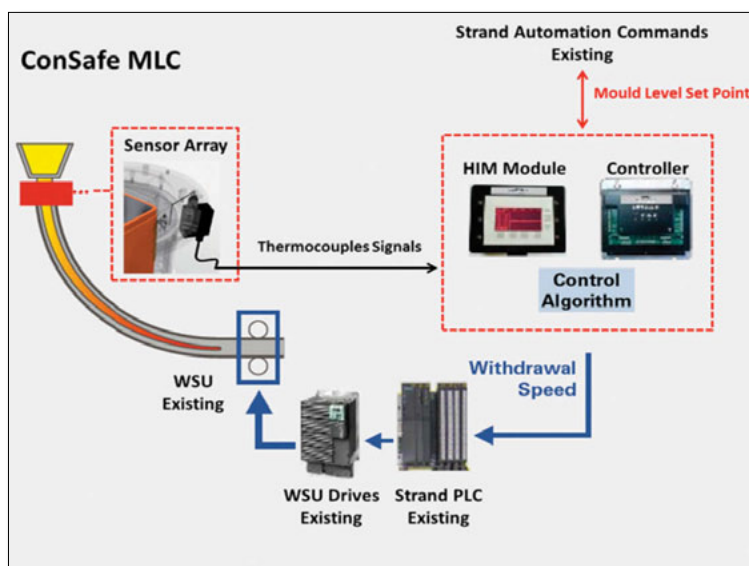 ConSafe MLC
Strand Automation Commands
Existing
Mould Level Set Point
Sensor Array
HIM Module
Controller
Thermocouples Signals
Control
Algorithm
Withdrawal
Speed
WSU
Existing
WSU Drives
Existing
Strand PLC
Existing